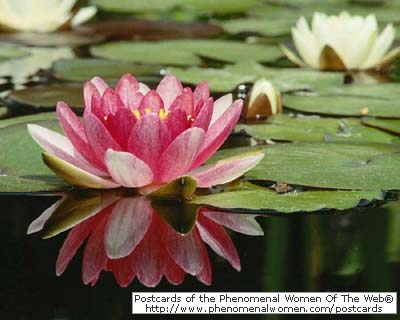 Postcards of the Phenomenal Women Of The Web®
http://www.phenomenalwomen.com/postcards